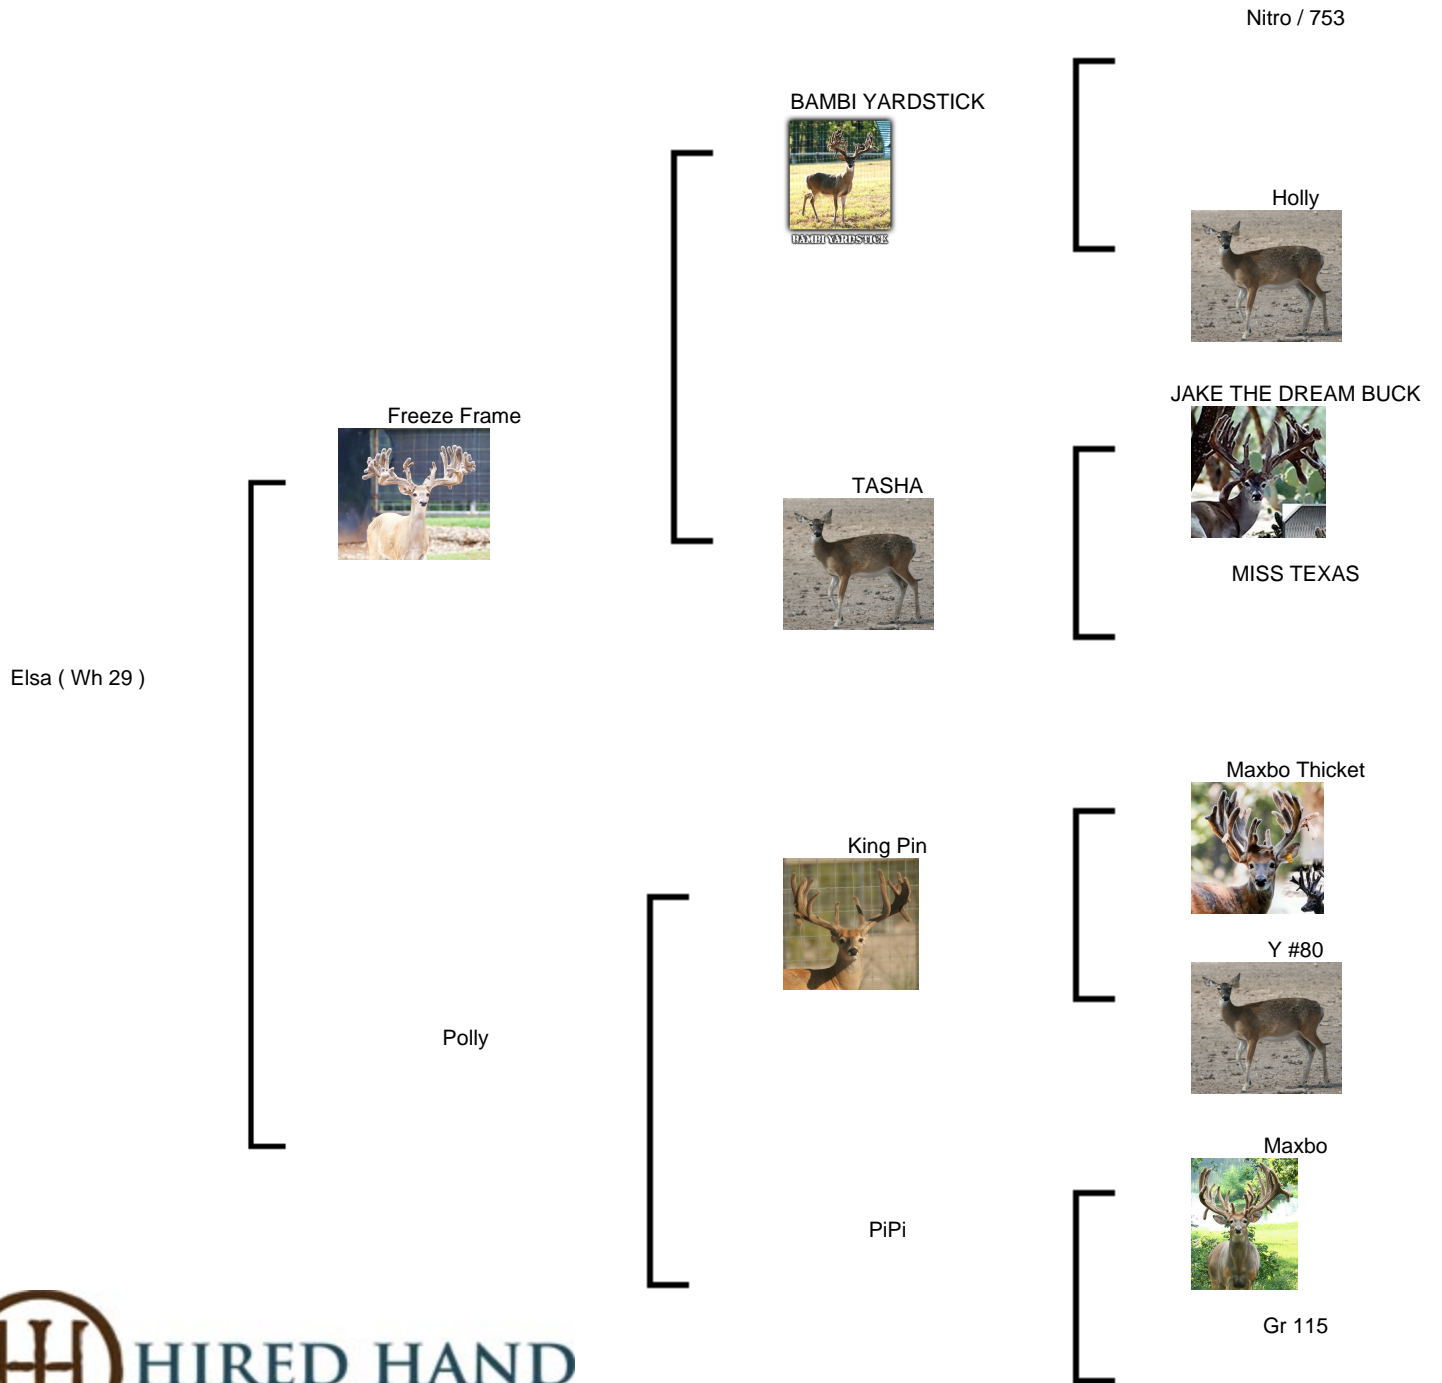 Nitro / 753
BAMBI YARDSTICK
BAMBI YARDSTICK
Holly
JAKE THE DREAM BUCK
Freeze Frame
TASHA
MISS TEXAS
Elsa ( Wh 29 )
Maxbo Thicket
King Pin
Y #80
Polly
Maxbo
PiPi
Gr 115
HIRED HAND